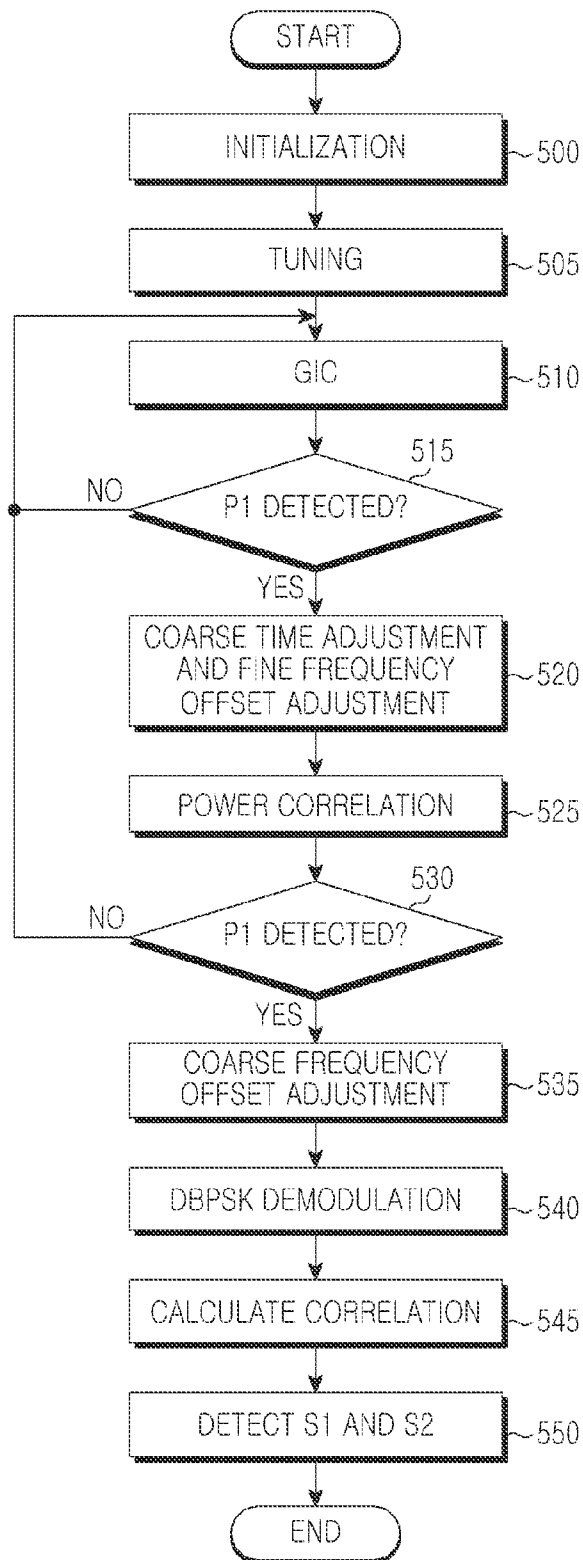 START
INITIALIZATION
500
TUNING
505
GIC
510
515
NO
P1 DETECTED?
YES
COARSE TIME ADJUSTMENT
AND FINE FREQUENCY
OFFSET ADJUSTMENT
520
POWER CORRELATION
525
530
NO
P1 DETECTED?
YES
COARSE FREQUENCY
OFFSET ADJUSTMENT
535
DBPSK DEMODULATION
540
CALCULATE CORRELATION
545
DETECT S1 AND S2
550
END